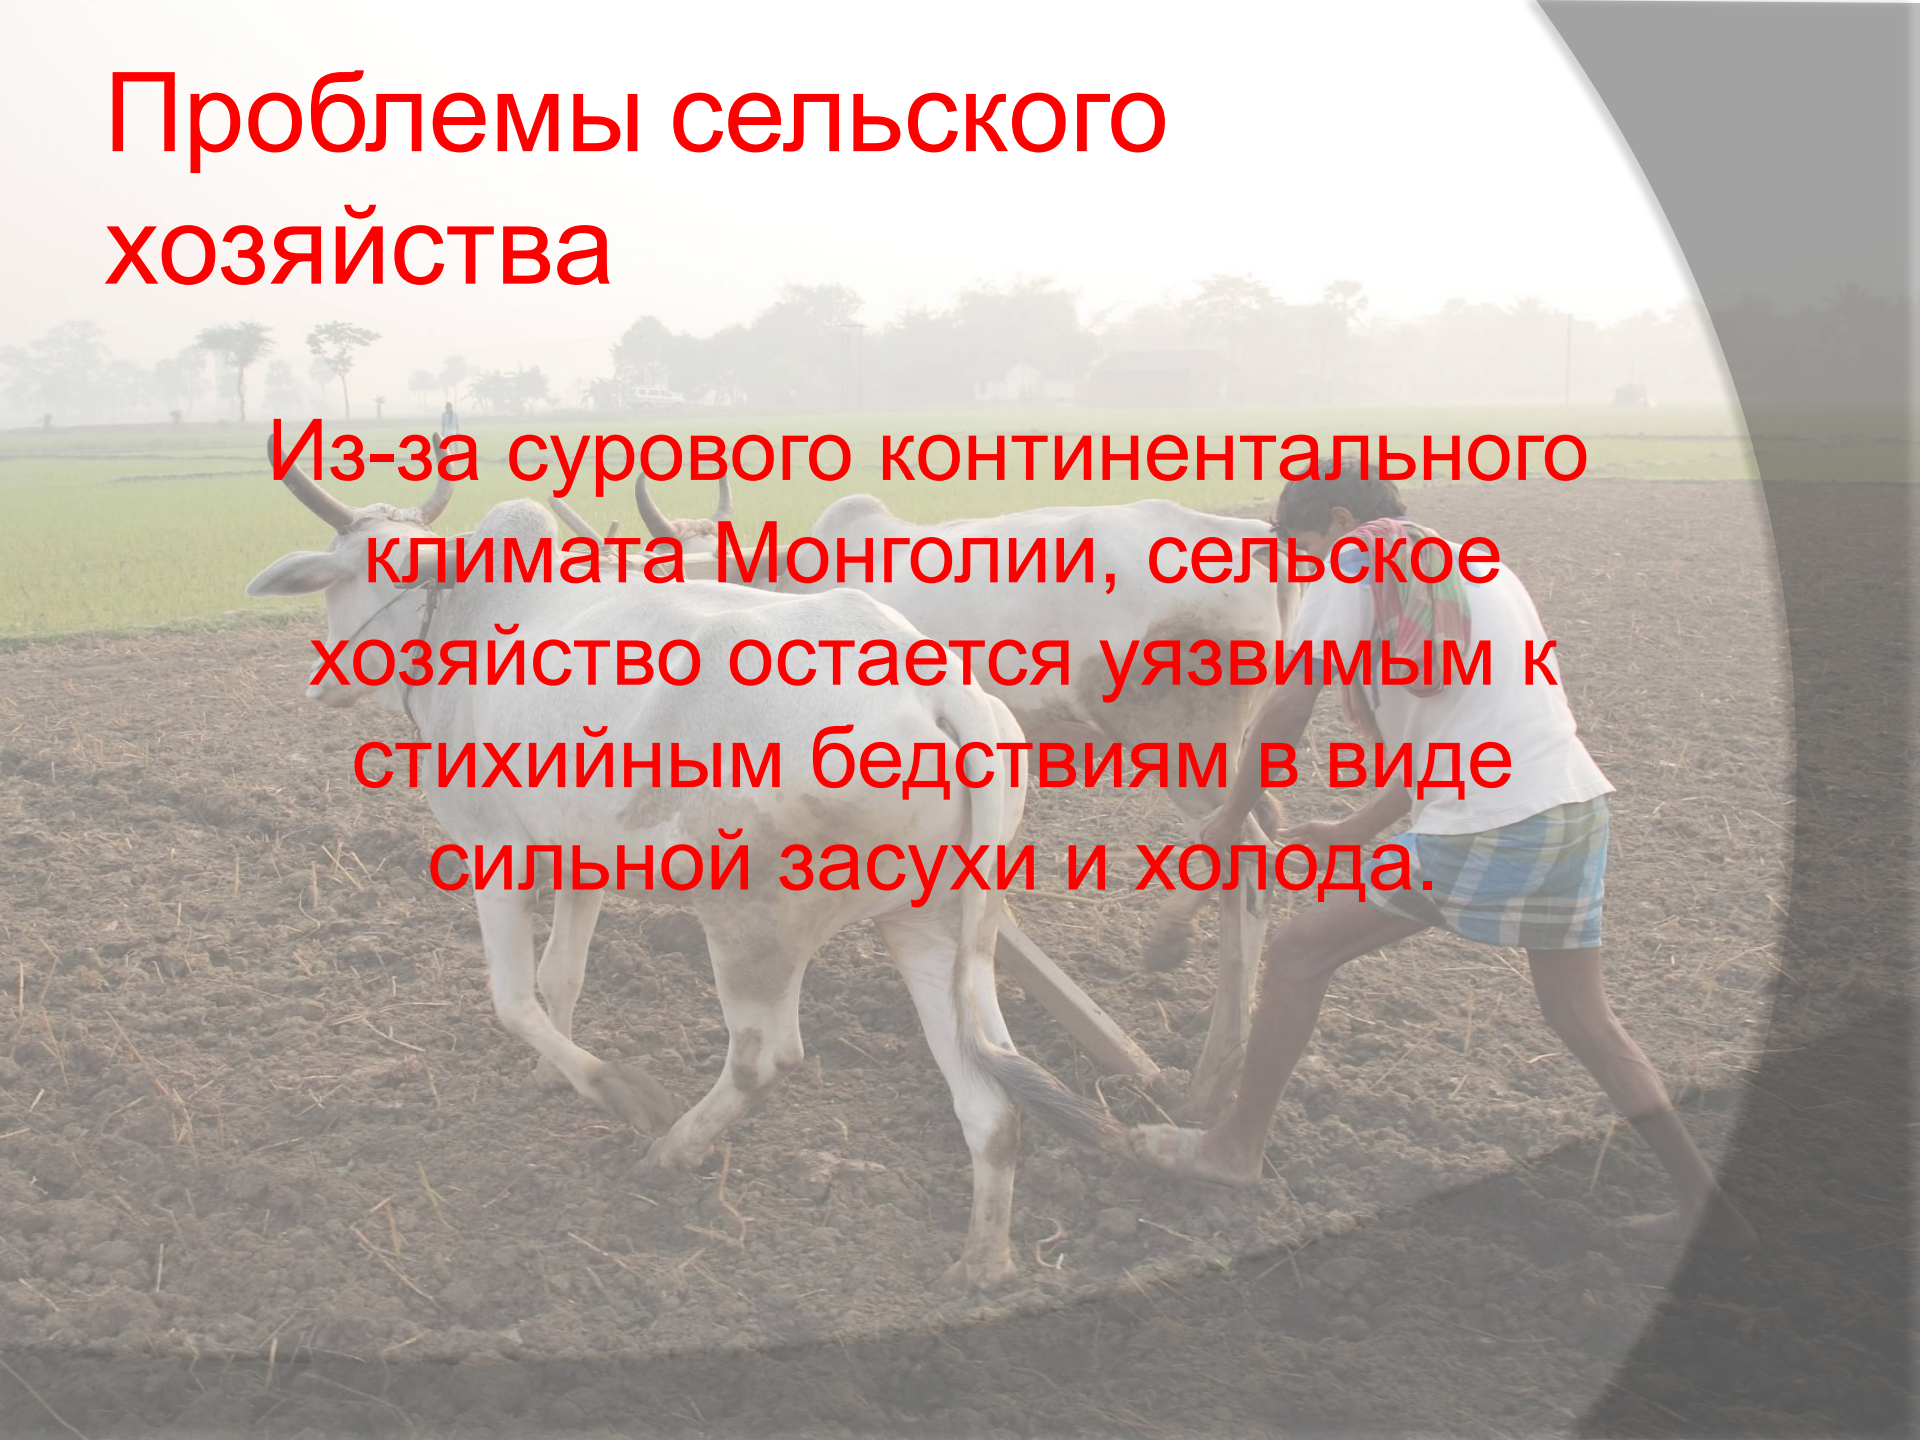 Проблемы сельского
хозяйства
Из-за сурового континентального
климата Монголии, сельское
хозяйство остается уязвимым к
стихийным бедствиям в виде
сильной засухи и холода.